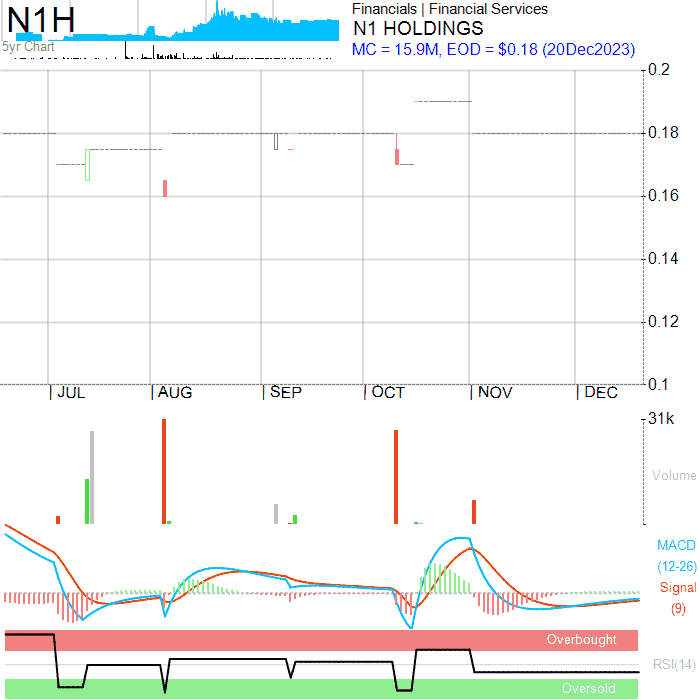 N1H
5yr Chart
Financials | Financial Services
N1 HOLDINGS
MC = 15.9M, EOD = $0.18 (20Dec2023)
0.2
0.18
0.16
0.14
0.12
0.1
JUL AUG SEP OCT NOV DEC
31k
Volume
MACD
(12-26)
Signal
(9)
Overbought
RSI(14)
Oversold